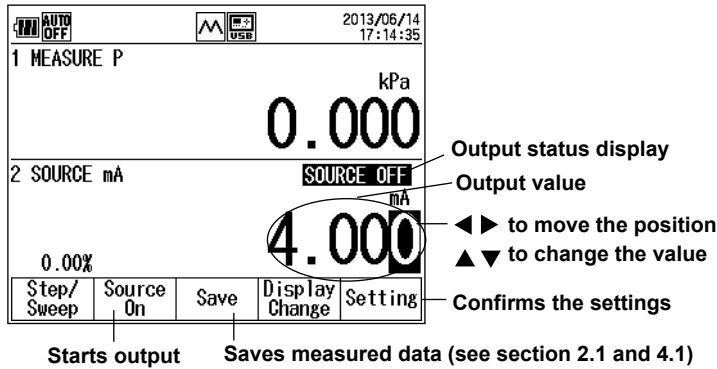 AUTO OFF USB 2013/06/14
17:14:35
1 MEASURE P
kPa
0.000
Output status display
2 SOURCE mA SOURCE OFF
Output value
mA
4.000
◀ ▶ to move the position
▲ ▼ to change the value
0.00%
Step/Sweep Source On Save Display Change Setting
Confirms the settings
Starts output Saves measured data (see section 2.1 and 4.1)